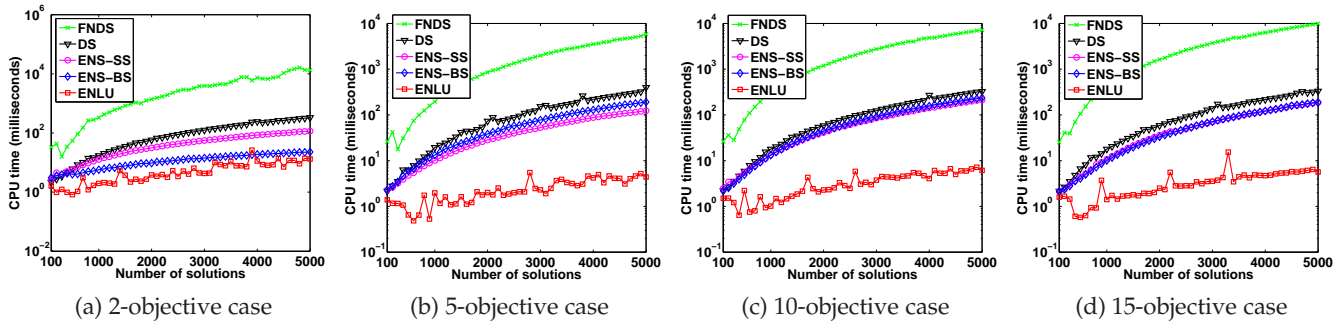 CPU time (milliseconds)
10^6
10^4
10^2
10^0
10^-2
FNDS
DS
ENS-SS
ENS-BS
ENLU
100 1000 2000 3000 4000 5000
Number of solutions
(a) 2-objective case
CPU time (milliseconds)
10^4
10^3
10^2
10^1
10^0
10^-1
FNDS
DS
ENS-SS
ENS-BS
ENLU
100 1000 2000 3000 4000 5000
Number of solutions
(b) 5-objective case
CPU time (milliseconds)
10^4
10^3
10^2
10^1
10^0
10^-1
FNDS
DS
ENS-SS
ENS-BS
ENLU
100 1000 2000 3000 4000 5000
Number of solutions
(c) 10-objective case
CPU time (milliseconds)
10^4
10^3
10^2
10^1
10^0
10^-1
FNDS
DS
ENS-SS
ENS-BS
ENLU
100 1000 2000 3000 4000 5000
Number of solutions
(d) 15-objective case